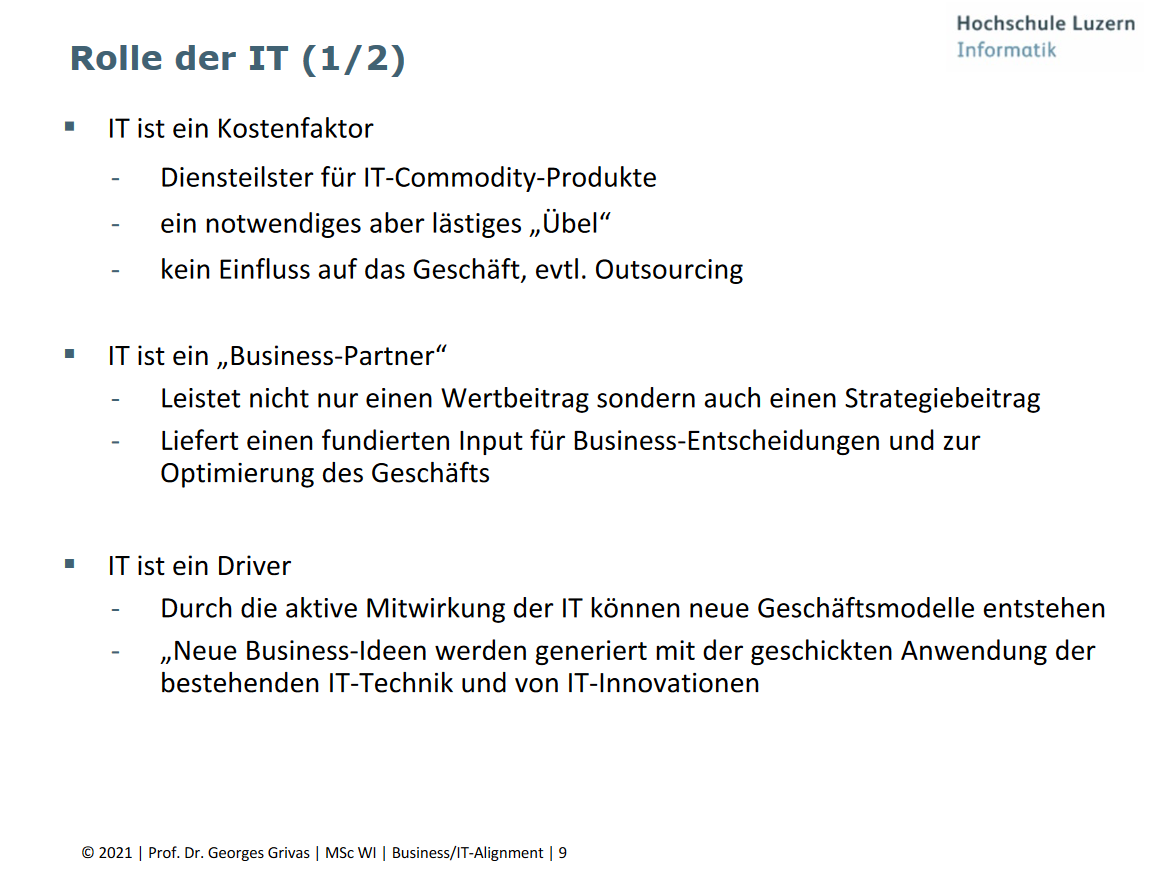 Hochschule Luzern
Informatik
Rolle der IT (1/2)
▪ IT ist ein Kostenfaktor
- Diensteilster für IT-Commodity-Produkte
- ein notwendiges aber lästiges „Übel“
- kein Einfluss auf das Geschäft, evtl. Outsourcing
▪ IT ist ein „Business-Partner“
- Leistet nicht nur einen Wertbeitrag sondern auch einen Strategiebeitrag
- Liefert einen fundierten Input für Business-Entscheidungen und zur
Optimierung des Geschäfts
▪ IT ist ein Driver
- Durch die aktive Mitwirkung der IT können neue Geschäftsmodelle entstehen
- „Neue Business-Ideen werden generiert mit der geschickten Anwendung der
bestehenden IT-Technik und von IT-Innovationen
© 2021 | Prof. Dr. Georges Grivas | MSc WI | Business/IT-Alignment | 9